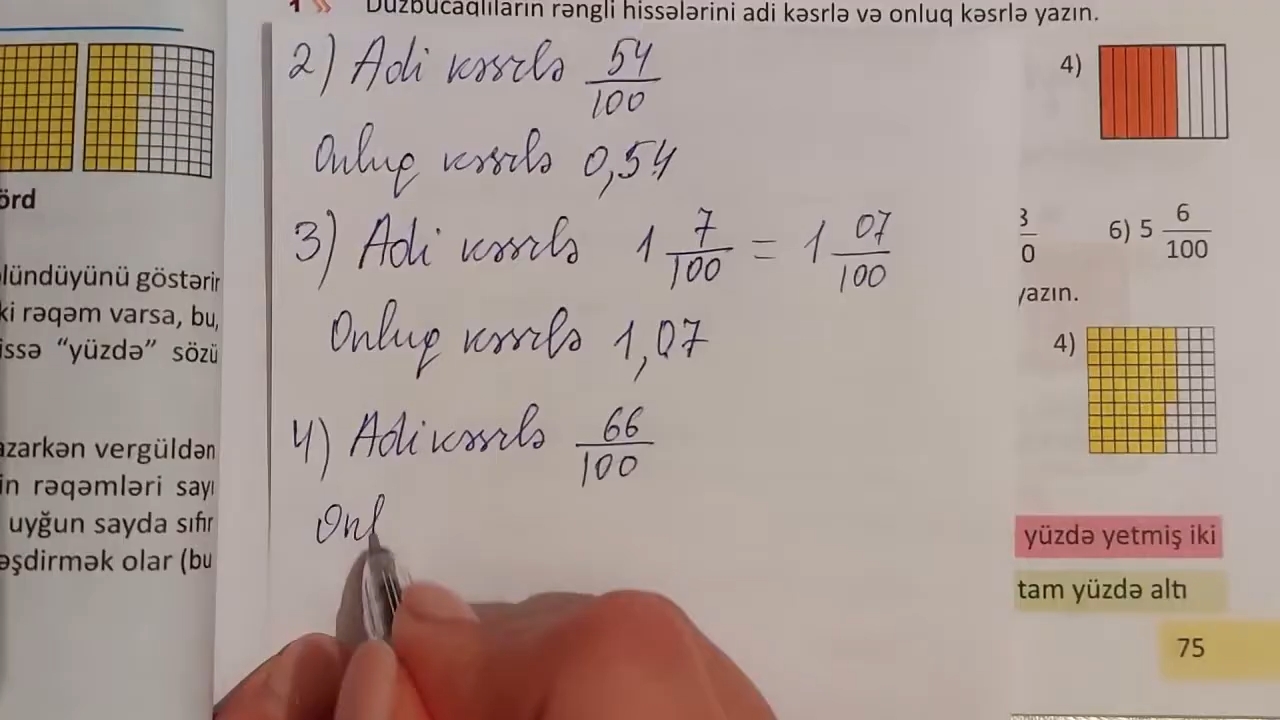 Düzbucaqlıların rəngli hissələrini adi kəsrlə və onluq kəsrlə yazın.
2) Adi kəsrlə 54/100
Onluq kəsrlə 0,54
3) Adi kəsrlə 1 7/100 = 1 07/100
Onluq kəsrlə 1,07
4) Adi kəsrlə 66/100
Onl
örd
lündüyünü göstərir
ki rəqəm varsa, bu,
issə “yüzdə” sözü
azarkən vergüldən
in rəqəmləri sayı
uyğun sayda sıfır
əşdirmək olar (bu
4)
3/0
6) 5 6/100
yazın.
4)
yüzdə yetmiş iki
tam yüzdə altı
75